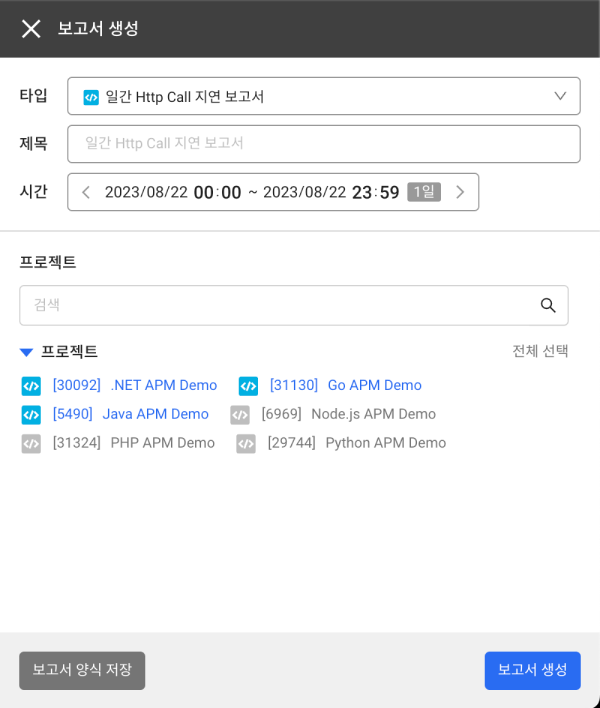 보고서 생성
타입 일간 Http Call 지연 보고서
제목 일간 Http Call 지연 보고서
시간 2023/08/22 00:00 ~ 2023/08/22 23:59 1일
프로젝트
검색
프로젝트 전체 선택
[30092] .NET APM Demo [31130] Go APM Demo
[5490] Java APM Demo [6969] Node.js APM Demo
[31324] PHP APM Demo [29744] Python APM Demo
보고서 양식 저장 보고서 생성